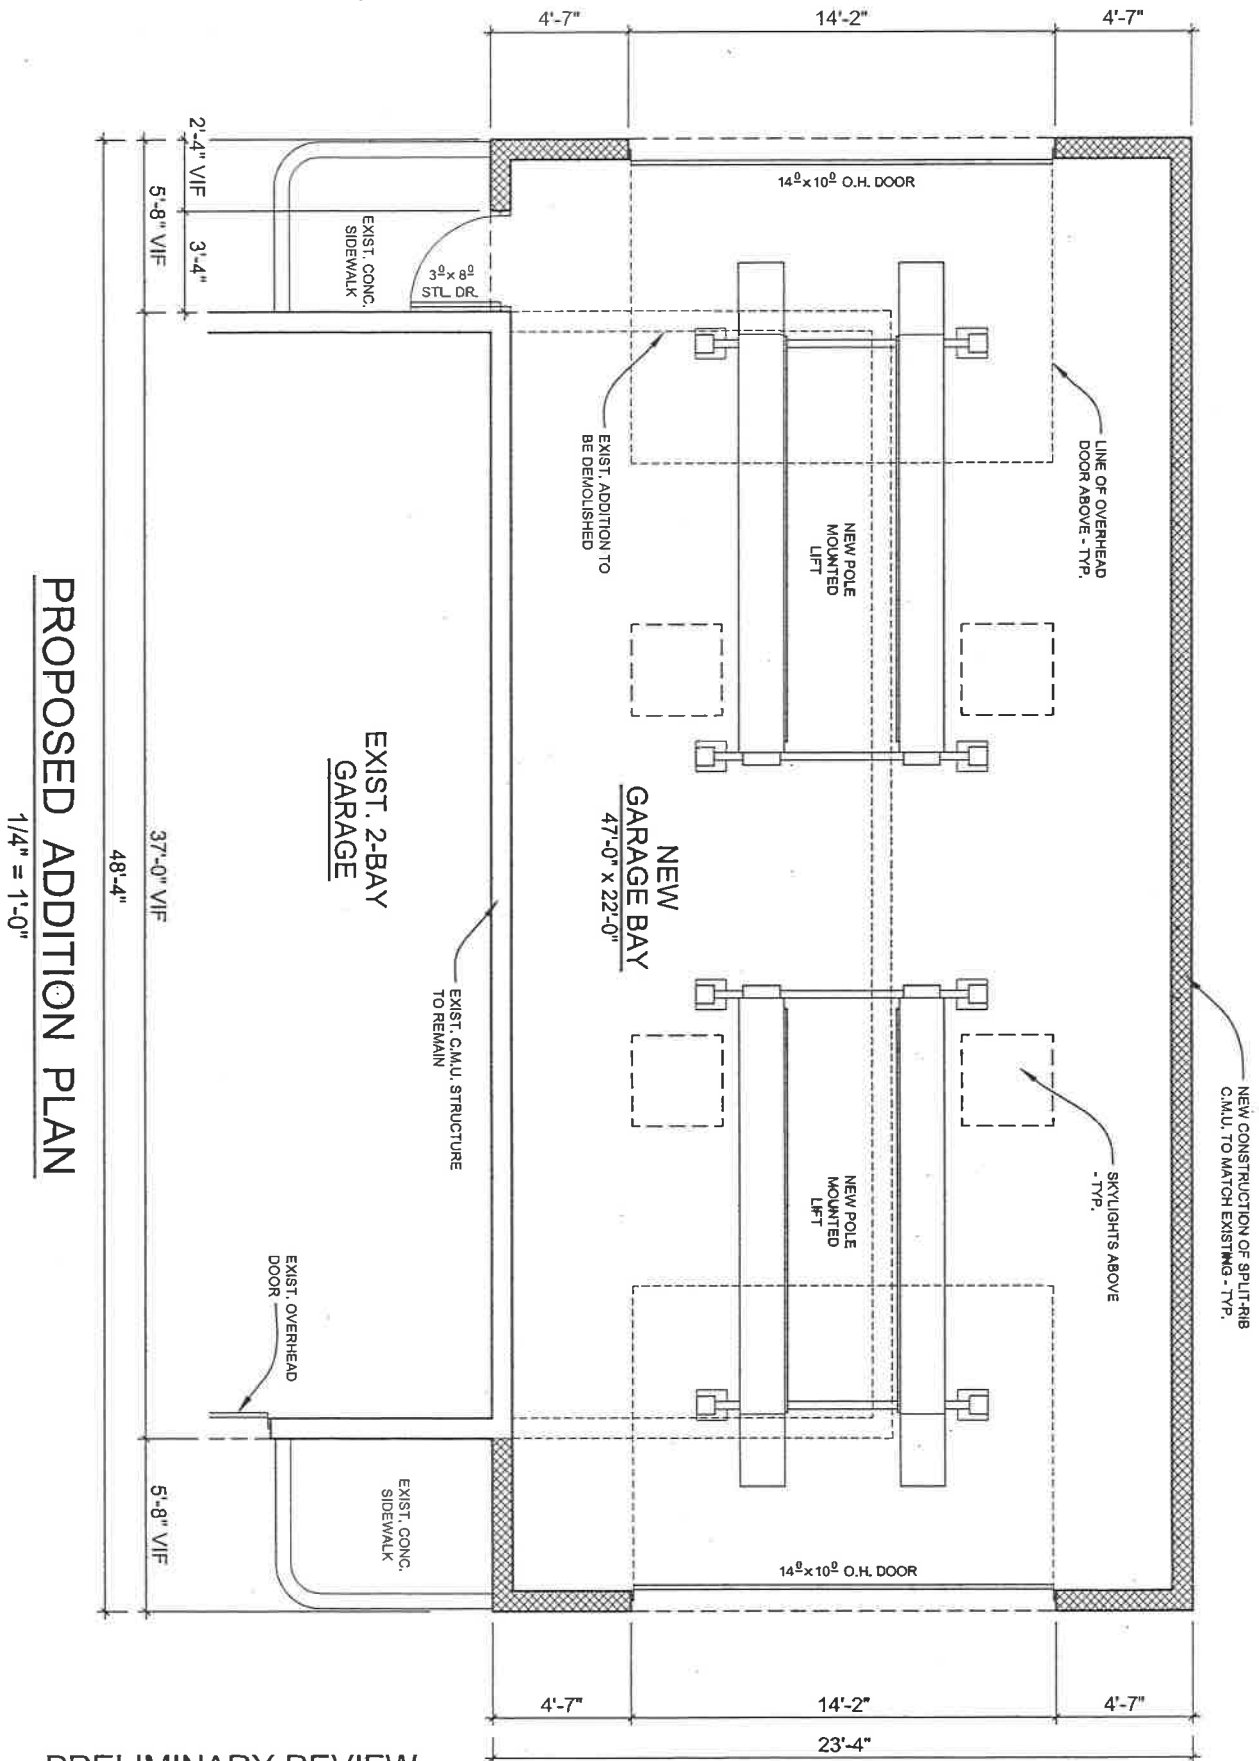 4'-7"
14'-2"
4'-7"
2'-4" VIF
3'-4"
5'-8" VIF
37'-0" VIF
5'-8" VIF
48'-4"
14⁰ x 10⁰ O.H. DOOR
EXIST. CONC.
SIDEWALK
3⁰ x 8⁰
STL. DR.
LINE OF OVERHEAD
DOOR ABOVE - TYP.
EXIST. ADDITION TO
BE DEMOLISHED
NEW POLE
MOUNTED
LIFT
NEW
GARAGE BAY
47'-0" x 22'-0"
EXIST. 2-BAY
GARAGE
EXIST. C.M.U. STRUCTURE
TO REMAIN
NEW CONSTRUCTION OF SPLIT-RIB
C.M.U. TO MATCH EXISTING - TYP.
SKYLIGHTS ABOVE
- TYP.
NEW POLE
MOUNTED
LIFT
EXIST. OVERHEAD
DOOR
EXIST. CONC.
SIDEWALK
14⁰ x 10⁰ O.H. DOOR
4'-7"
14'-2"
4'-7"
23'-4"
PROPOSED ADDITION PLAN
1/4" = 1'-0"
PRELIMINARY REVIEW